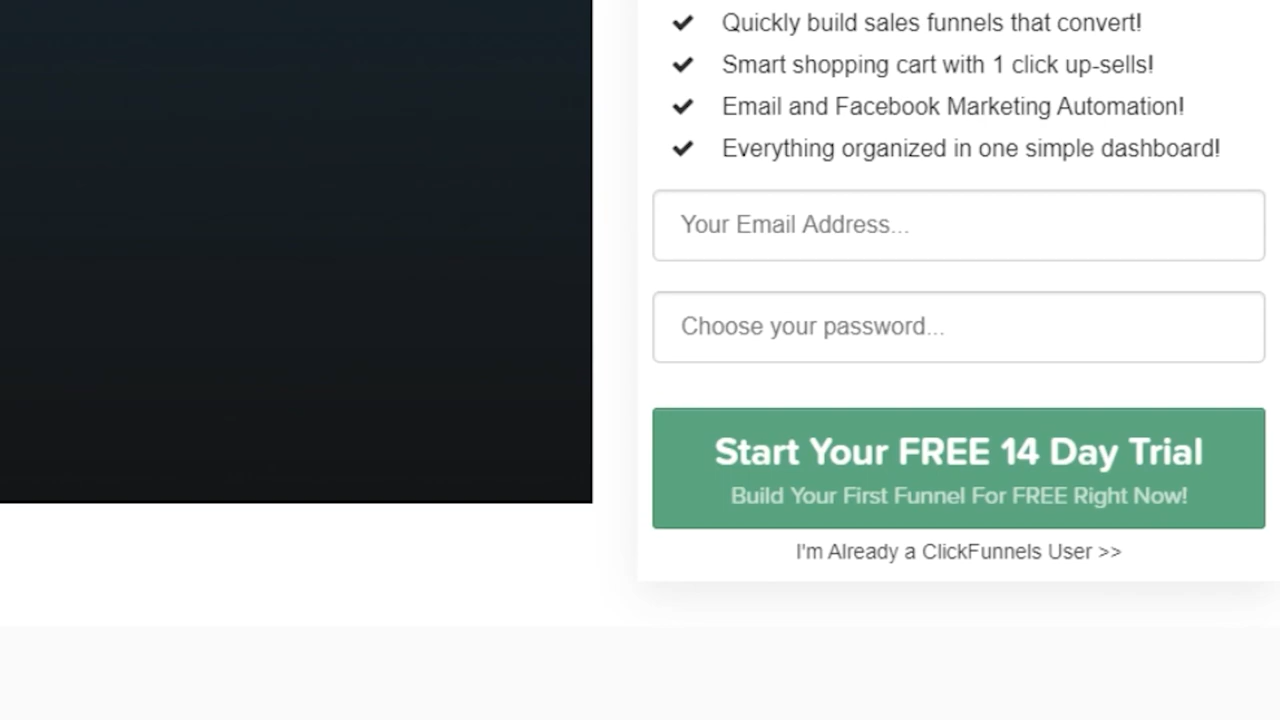 Quickly build sales funnels that convert!
Smart shopping cart with 1 click up-sells!
Email and Facebook Marketing Automation!
Everything organized in one simple dashboard!
Your Email Address...
Choose your password...
Start Your FREE 14 Day Trial
Build Your First Funnel For FREE Right Now!
I'm Already a ClickFunnels User >>